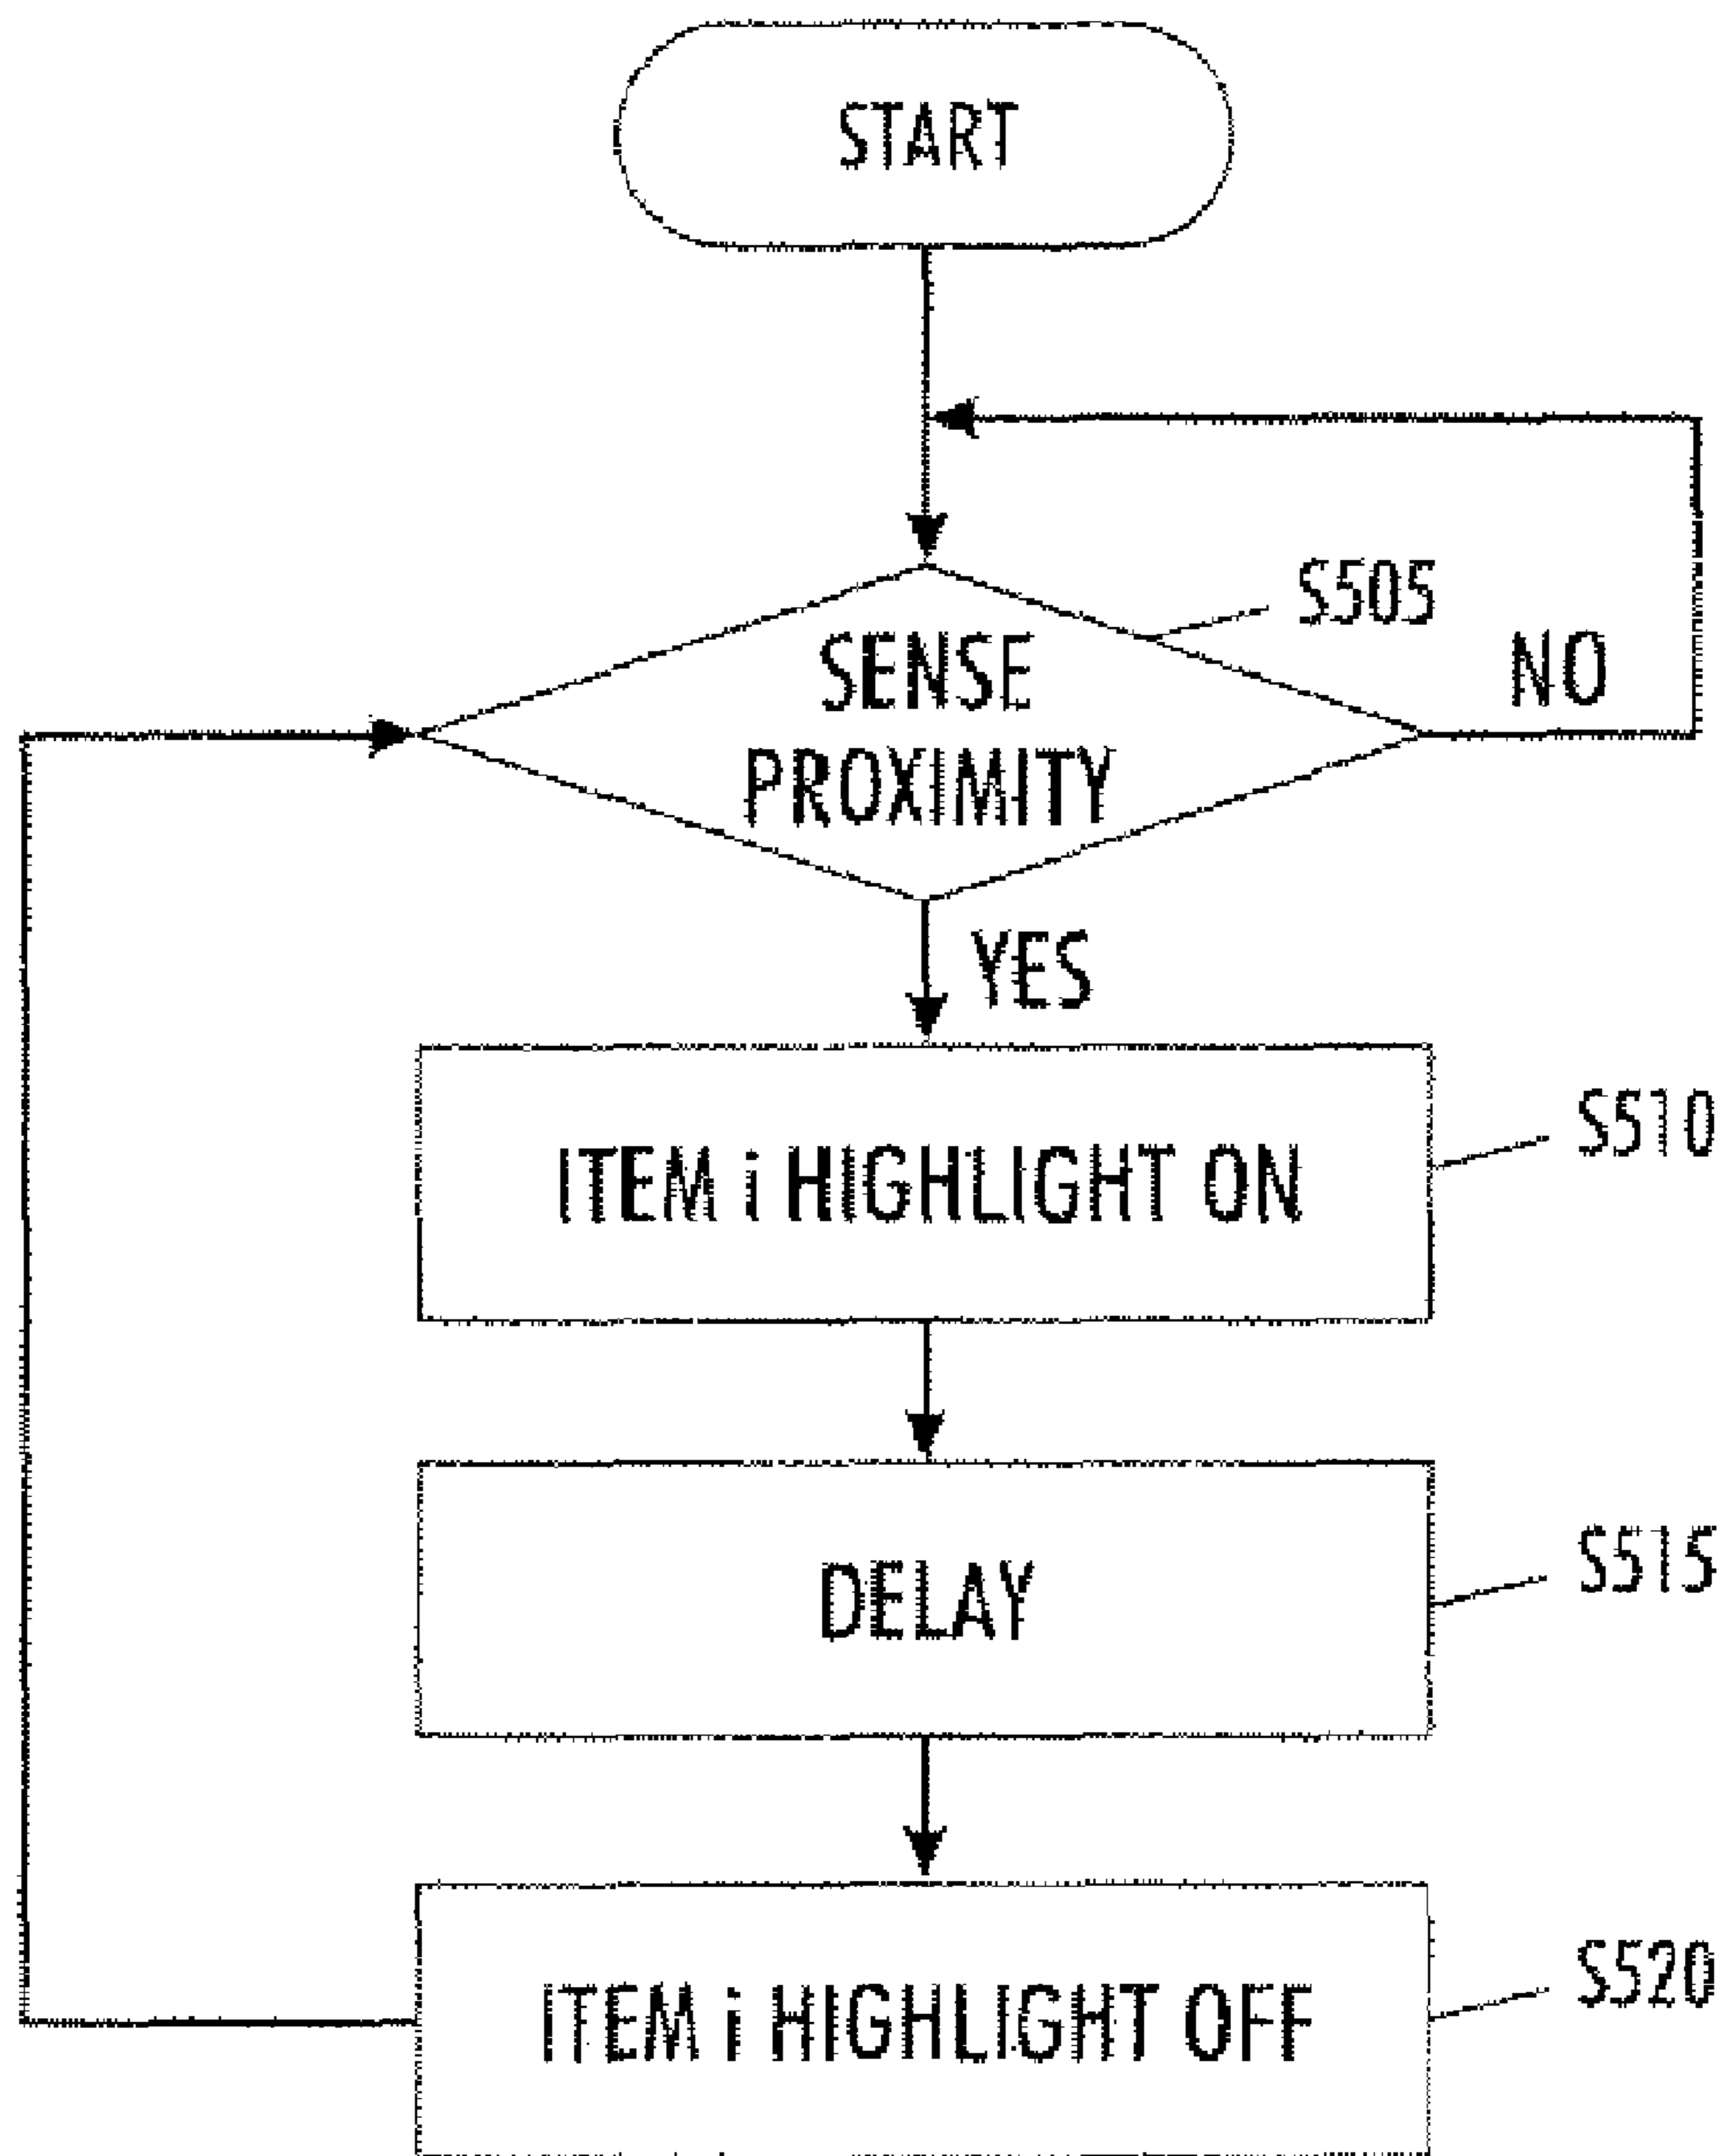 START
S505
SENSE
NO
PROXIMITY
YES
S510
ITEM i HIGHLIGHT ON
S515
DELAY
S520
ITEM i HIGHLIGHT OFF